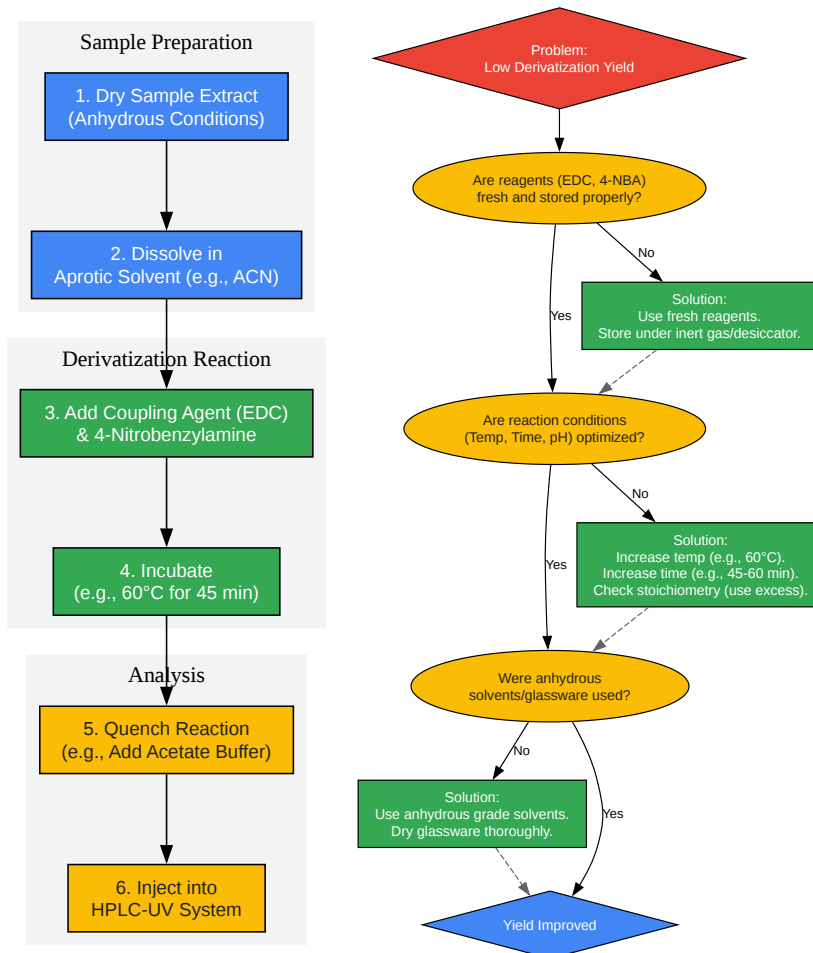 Sample Preparation
1. Dry Sample Extract
(Anhydrous Conditions)
2. Dissolve in
Aprotic Solvent (e.g., ACN)
Derivatization Reaction
3. Add Coupling Agent (EDC)
& 4-Nitrobenzylamine
4. Incubate
(e.g., 60°C for 45 min)
Analysis
5. Quench Reaction
(e.g., Add Acetate Buffer)
6. Inject into
HPLC-UV System
Problem:
Low Derivatization Yield
Are reagents (EDC, 4-NBA)
fresh and stored properly?
No
Yes
Solution:
Use fresh reagents.
Store under inert gas/desiccator.
Are reaction conditions
(Temp, Time, pH) optimized?
No
Yes
Solution:
Increase temp (e.g., 60°C).
Increase time (e.g., 45-60 min).
Check stoichiometry (use excess).
Were anhydrous
solvents/glassware used?
No
Yes
Solution:
Use anhydrous grade solvents.
Dry glassware thoroughly.
Yield Improved